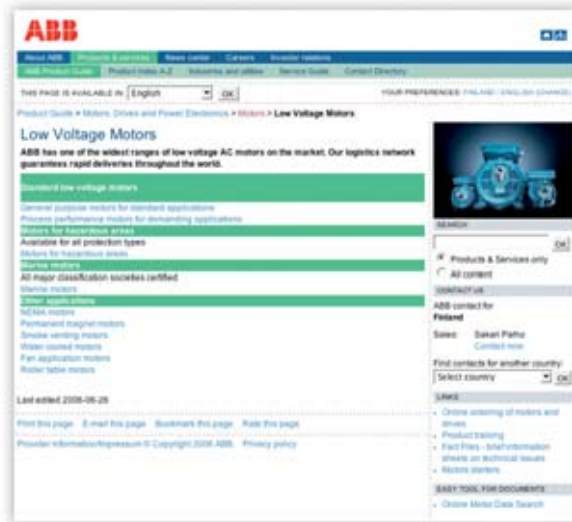 ABB
About ABB Products & services News center Careers Investor relations
ABB Product Guide Product Index A-Z Industries and utilities Service Guide Contact Directory
THIS PAGE IS AVAILABLE IN: English OK
YOUR PREFERENCES: FINLAND / ENGLISH (CHANGE)
Product Guide > Motors, Drives and Power Electronics > Motors > Low Voltage Motors
Low Voltage Motors
ABB has one of the widest ranges of low voltage AC motors on the market. Our logistics network
guarantees rapid deliveries throughout the world.
Standard low voltage motors
General purpose motors for standard applications
Process performance motors for demanding applications
Motors for hazardous areas
Available for all protection types
Motors for hazardous areas
Marine motors
All major classification societies certified
Marine motors
Other applications
NEMA motors
Permanent magnet motors
Smoke venting motors
Water cooled motors
Fan application motors
Roller table motors
Last edited 2006-06-28
Print this page E-mail this page Bookmark this page Rate this page
Provider information/Impressum © Copyright 2006 ABB. Privacy policy
SEARCH
OK
Products & Services only
All content
CONTACT US
ABB contact for
Finland
Sales: Sakari Patho
Contact now
Find contacts for another country:
Select country OK
LINKS
Online ordering of motors and
drives
Product training
Fact Files - brief information
sheets on technical issues
Motors starters
EASY TOOL FOR DOCUMENTS
Online Motor Data Search